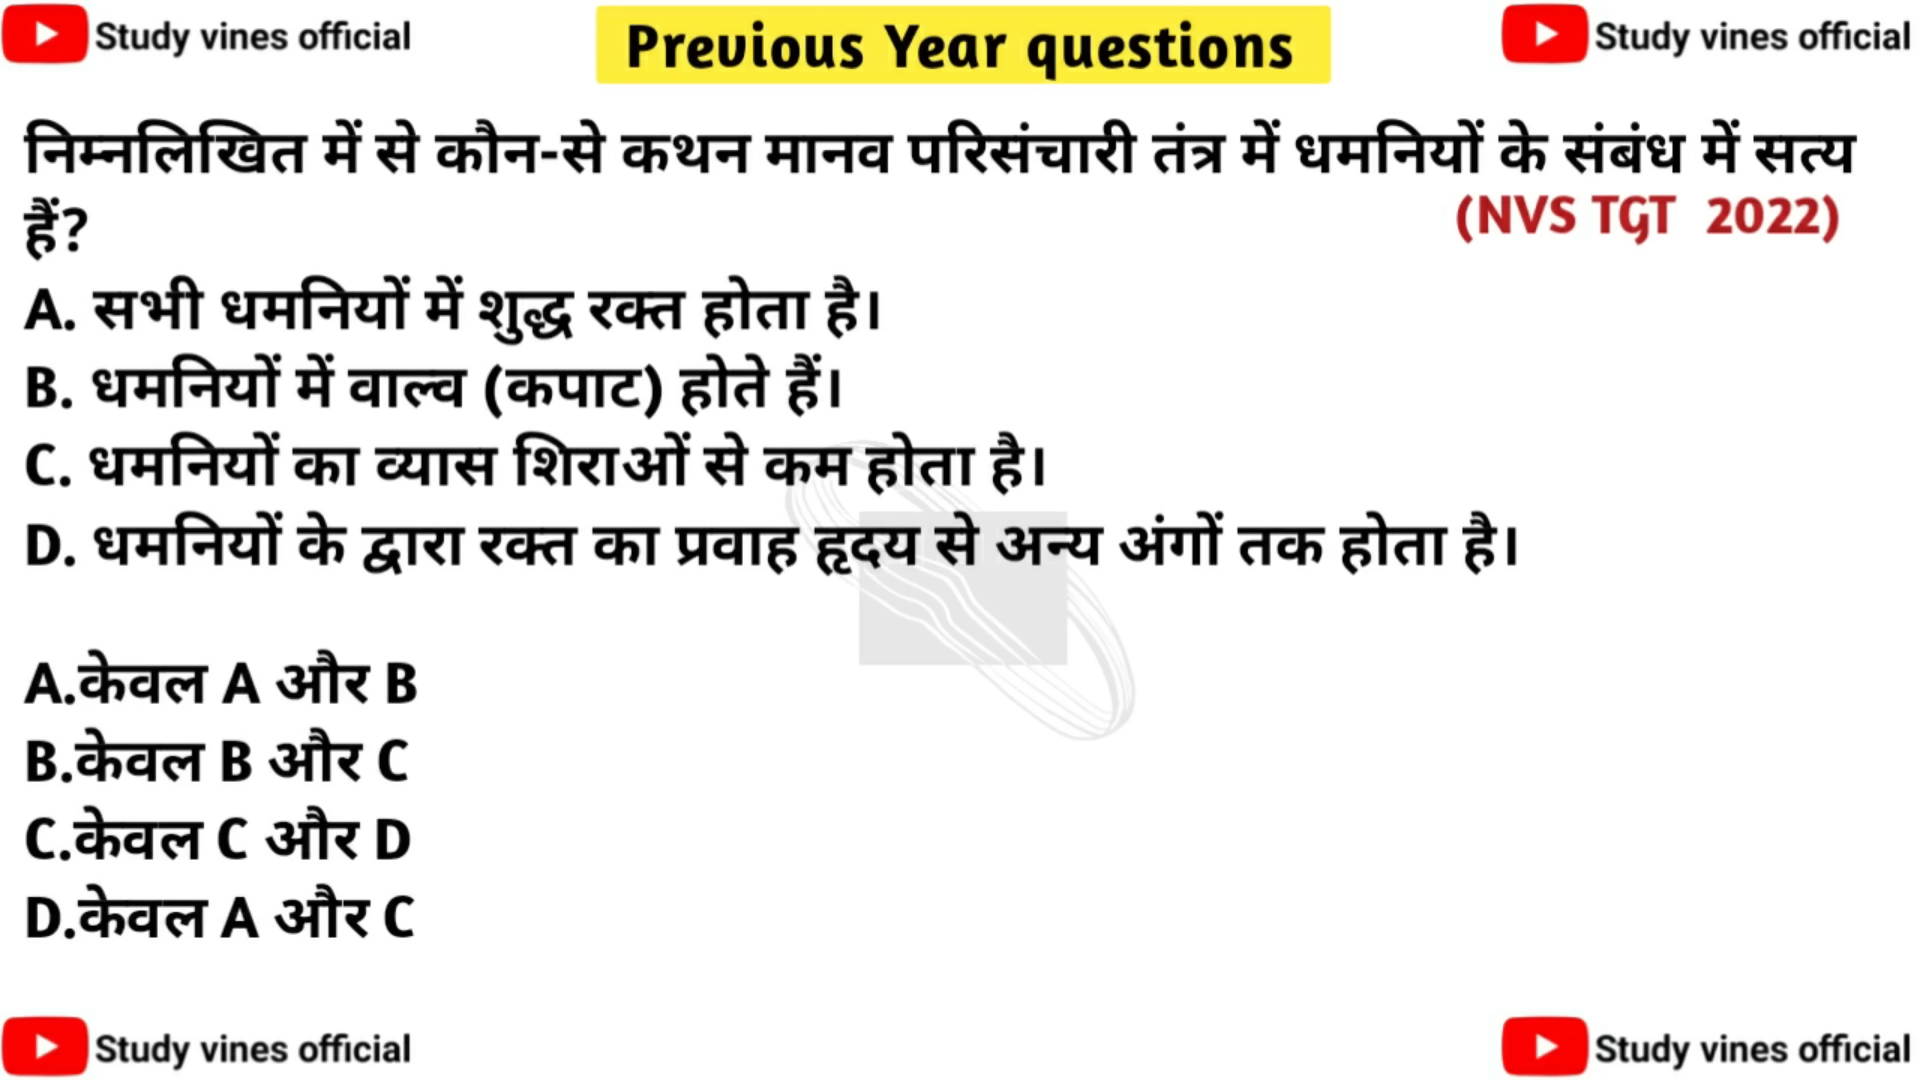 Study vines official
Previous Year questions
Study vines official
निम्नलिखित में से कौन-से कथन मानव परिसंचारी तंत्र में धमनियों के संबंध में सत्य
हैं?
(NVS TGT 2022)
A. सभी धमनियों में शुद्ध रक्त होता है।
B. धमनियों में वाल्व (कपाट) होते हैं।
C. धमनियों का व्यास शिराओं से कम होता है।
D. धमनियों के द्वारा रक्त का प्रवाह हृदय से अन्य अंगों तक होता है।
A.केवल A और B
B.केवल B और C
C.केवल C और D
D.केवल A और C
Study vines official
Study vines official